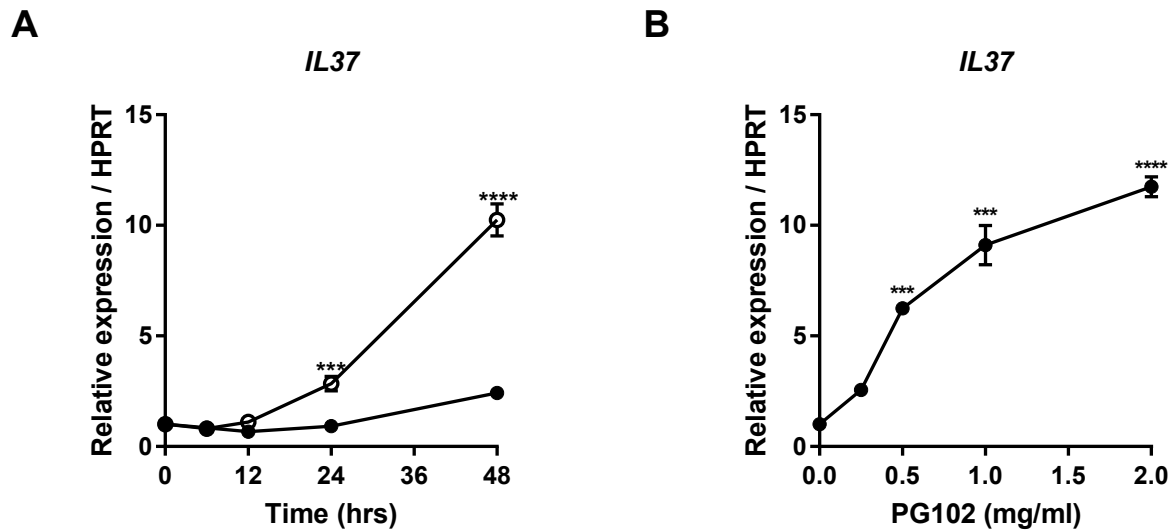 A
IL37
Relative expression / HPRT
15
10
5
0
****
***
0 12 24 36 48
Time (hrs)
B
IL37
Relative expression / HPRT
15
10
5
0
****
***
***
0.0 0.5 1.0 1.5 2.0
PG102 (mg/ml)